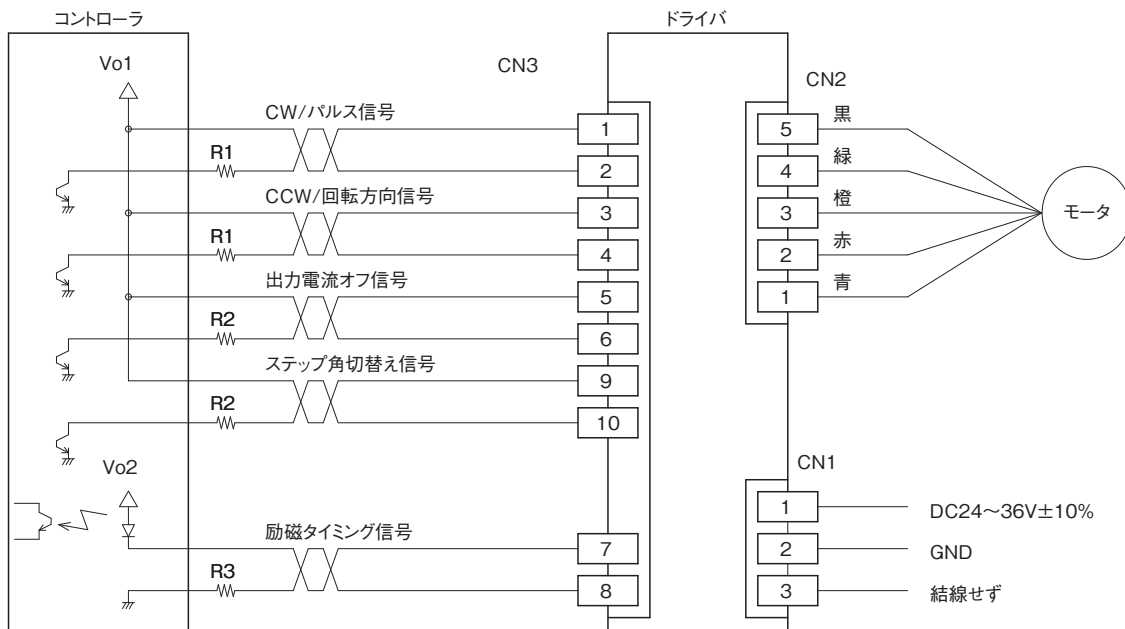 コントローラ
ドライバ
Vo1
CN3
CN2
CW/パルス信号
1
5
黒
R1
2
4
緑
CCW/回転方向信号
3
3
橙
モータ
R1
4
2
赤
出力電流オフ信号
5
1
青
R2
6
ステップ角切替え信号
9
R2
10
Vo2
CN1
1
DC24～36V±10%
励磁タイミング信号
7
2
GND
R3
8
3
結線せず